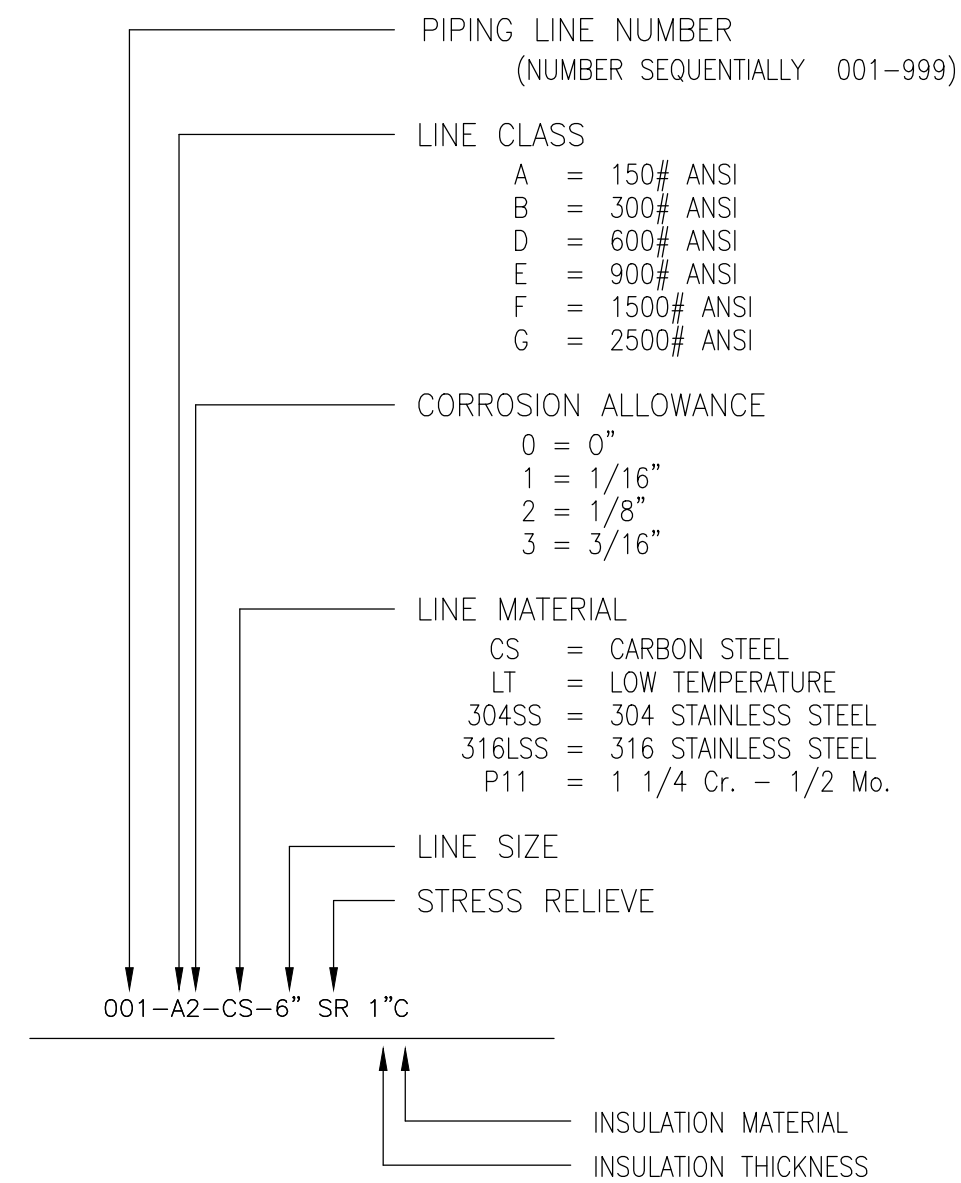 PIPING LINE NUMBER
(NUMBER SEQUENTIALLY 001-999)
LINE CLASS
A = 150# ANSI
B = 300# ANSI
D = 600# ANSI
E = 900# ANSI
F = 1500# ANSI
G = 2500# ANSI
CORROSION ALLOWANCE
0 = 0"
1 = 1/16"
2 = 1/8"
3 = 3/16"
LINE MATERIAL
CS = CARBON STEEL
LT = LOW TEMPERATURE
304SS = 304 STAINLESS STEEL
316LSS = 316 STAINLESS STEEL
P11 = 1 1/4 Cr. - 1/2 Mo.
LINE SIZE
STRESS RELIEVE
001-A2-CS-6" SR 1"C
INSULATION MATERIAL
INSULATION THICKNESS